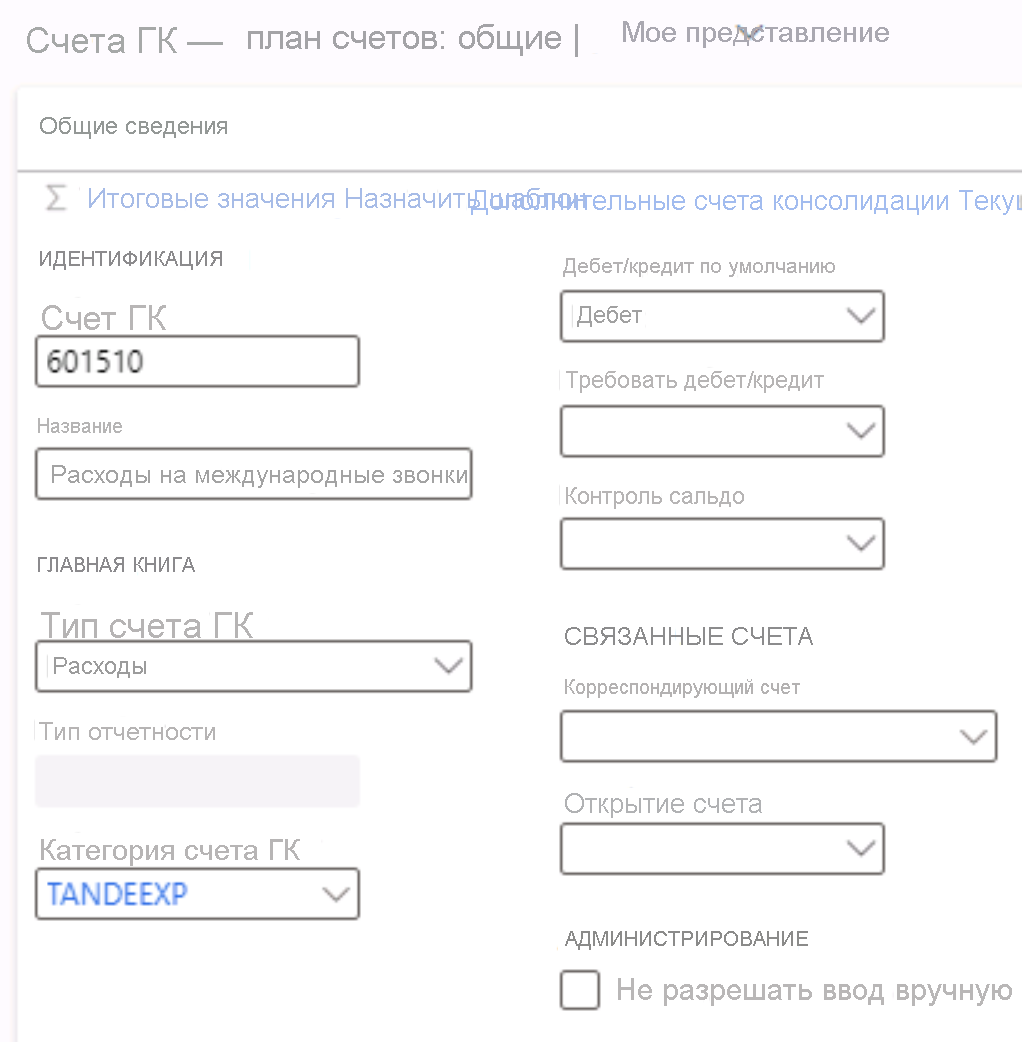 Счета ГК — план счетов: общие | Мое представление
Общие сведения
Σ Итоговые значения Назначить шаблон Дополнительные счета консолидации Текущ
ИДЕНТИФИКАЦИЯ
Счет ГК
601510
Название
Расходы на международные звонки
ГЛАВНАЯ КНИГА
Тип счета ГК
Расходы
Тип отчетности
Категория счета ГК
TANDEEXP
Дебет/кредит по умолчанию
Дебет
Требовать дебет/кредит
Контроль сальдо
СВЯЗАННЫЕ СЧЕТА
Корреспондирующий счет
Открытие счета
АДМИНИСТРИРОВАНИЕ
Не разрешать ввод вручную